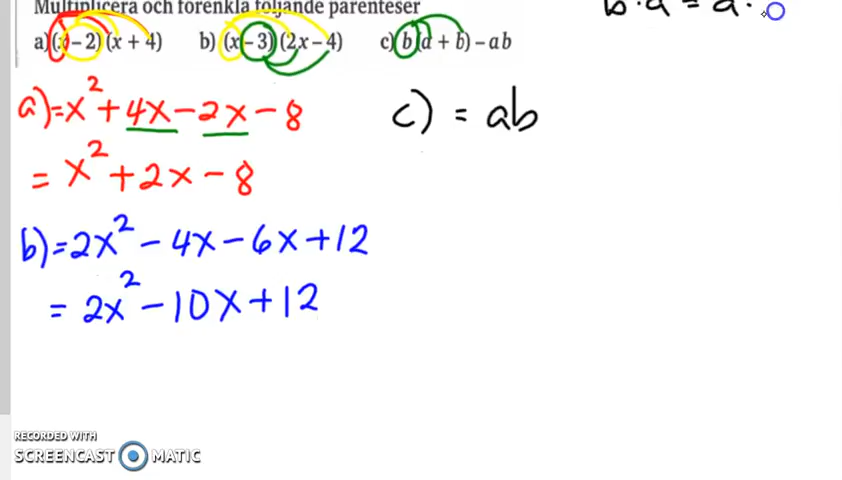 Multiplicera och förenkla följande parenteser
b · a = a ·
a) (x − 2)(x + 4) b) (x − 3)(2x − 4) c) b(a + b) − ab
a) = x² + 4x − 2x − 8
c) = ab
= x² + 2x − 8
b) = 2x² − 4x − 6x + 12
= 2x² − 10x + 12
RECORDED WITH
SCREENCAST MATIC